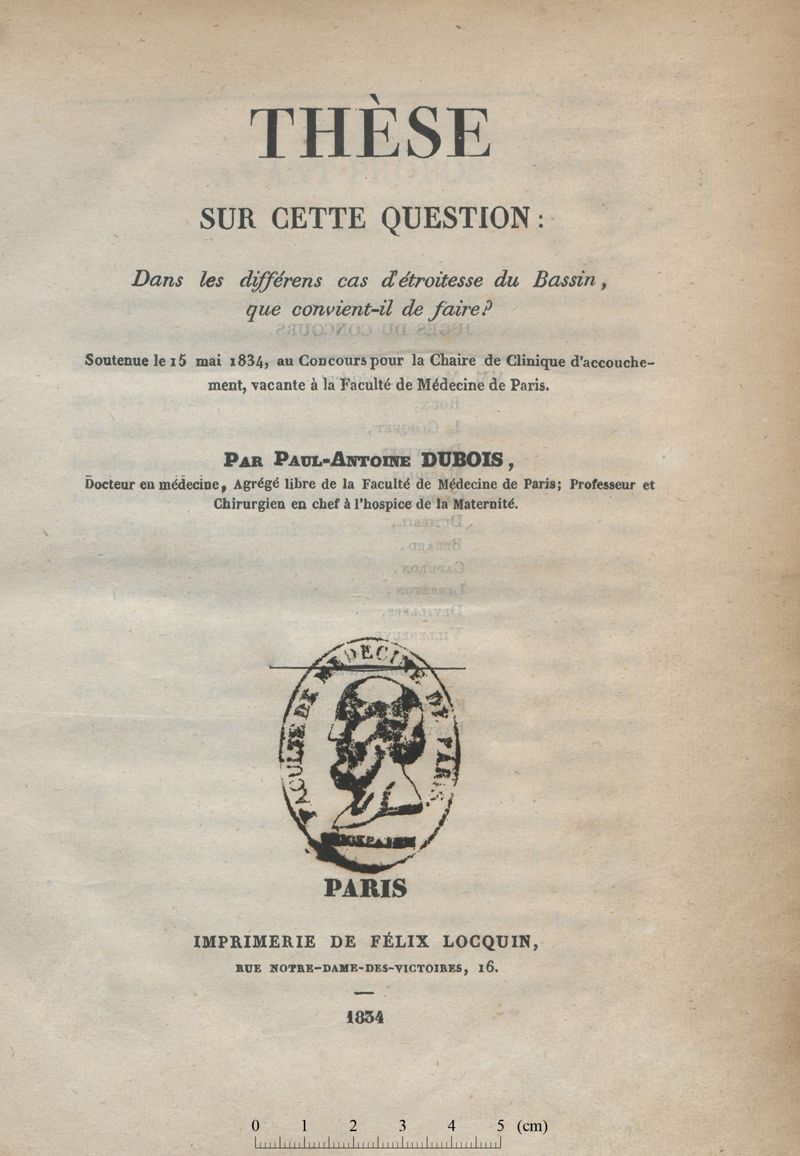 THÈSE
SUR CETTE QUESTION :
Dans les différens cas d'étroitesse du Bassin,
que convient-il de faire?
Soutenue le 15 mai 1834, au Concours pour la Chaire de Clinique d'accouche-
ment, vacante à la Faculté de Médecine de Paris.
PAR PAUL-ANTOINE DUBOIS,
Docteur en médecine, Agrégé libre de la Faculté de Médecine de Paris; Professeur et
Chirurgien en chef à l'hospice de la Maternité.
FACULTE DE MEDECINE DE PARIS
PARIS
IMPRIMERIE DE FÉLIX LOCQUIN,
RUE NOTRE-DAME-DES-VICTOIRES, 16.
1834
0 1 2 3 4 5 (cm)